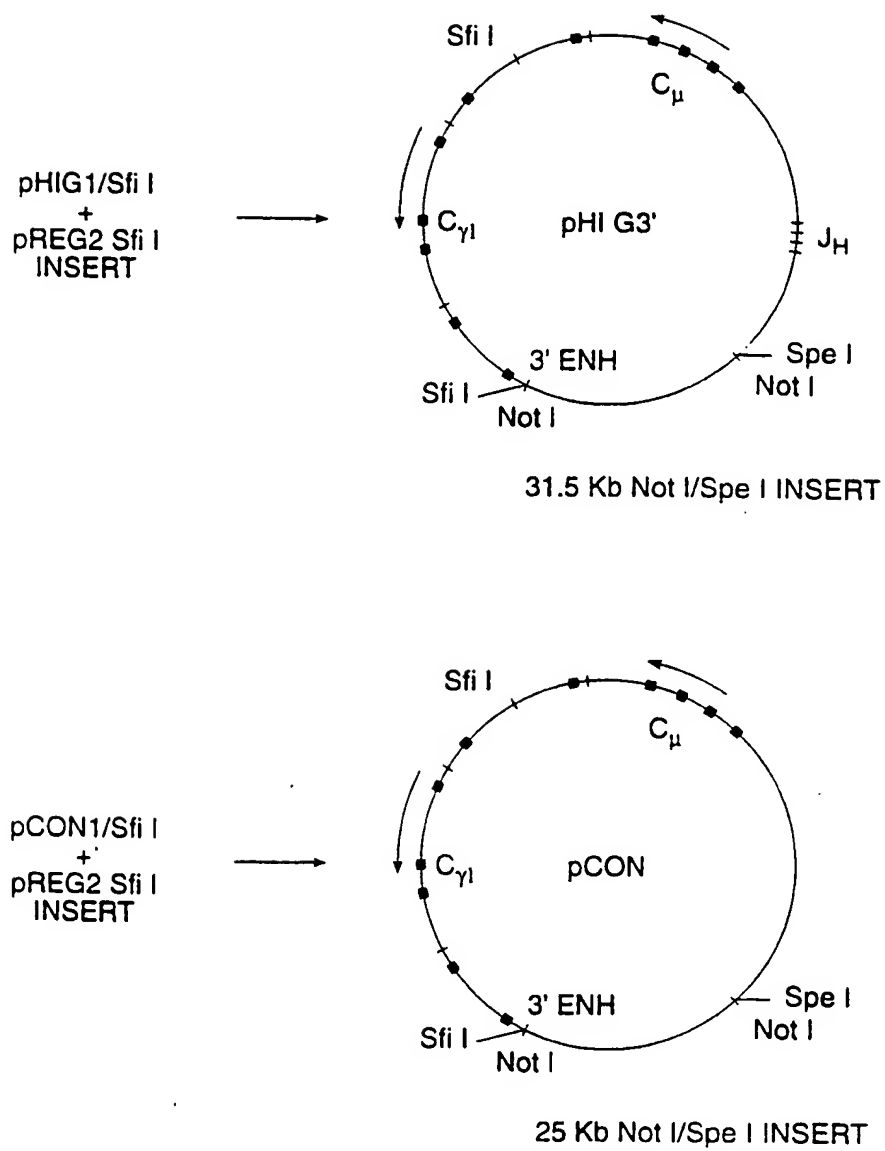 Sfi I
Cμ
pHIG1/Sfi I
+
pREG2 Sfi I
INSERT
CγI
pHI G3'
JH
3' ENH
Spe I
Sfi I
Not I
Not I
31.5 Kb Not I/Spe I INSERT
Sfi I
Cμ
pCON1/Sfi I
+
pREG2 Sfi I
INSERT
CγI
pCON
3' ENH
Spe I
Sfi I
Not I
Not I
25 Kb Not I/Spe I INSERT